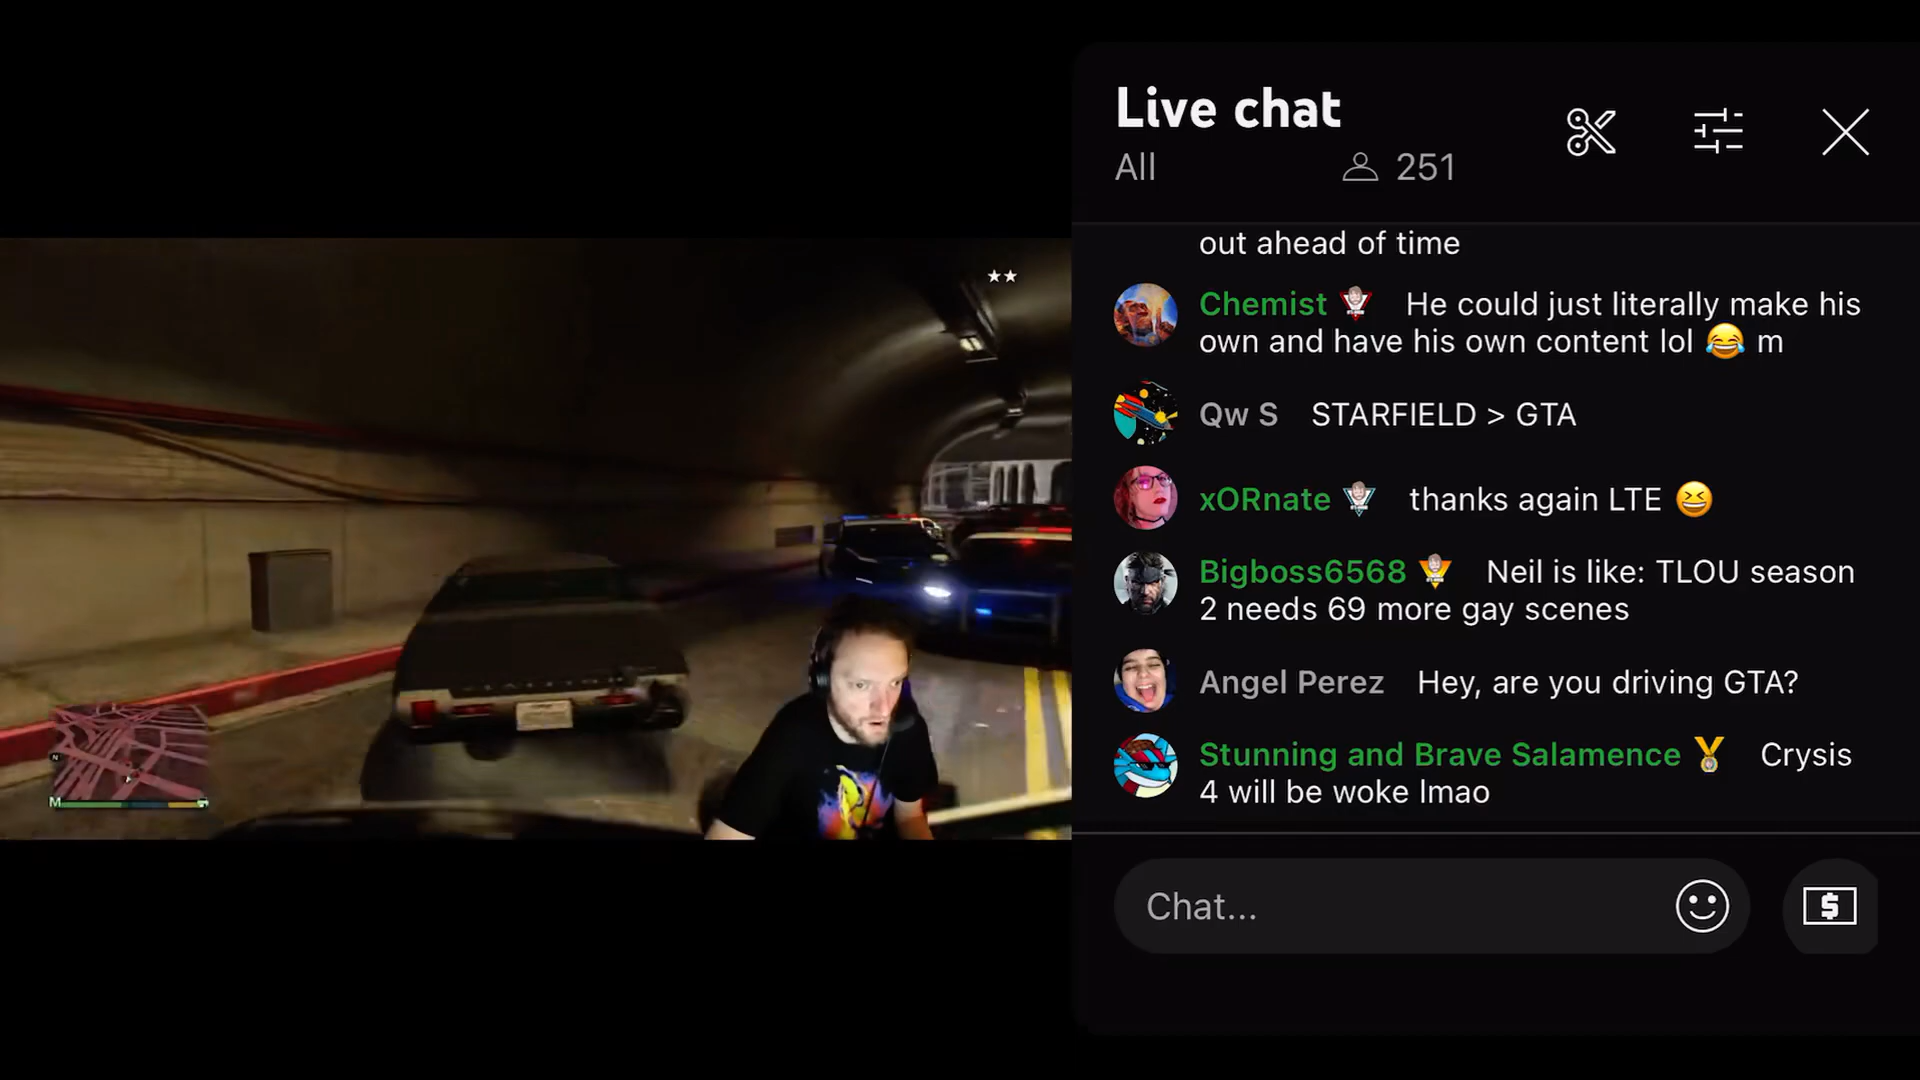 Live chat
All 251
out ahead of time
Chemist He could just literally make his
own and have his own content lol 😂 m
Qw S STARFIELD > GTA
xORnate thanks again LTE 😆
Bigboss6568 Neil is like: TLOU season
2 needs 69 more gay scenes
Angel Perez Hey, are you driving GTA?
Stunning and Brave Salamence Crysis
4 will be woke lmao
Chat...
$
N
M